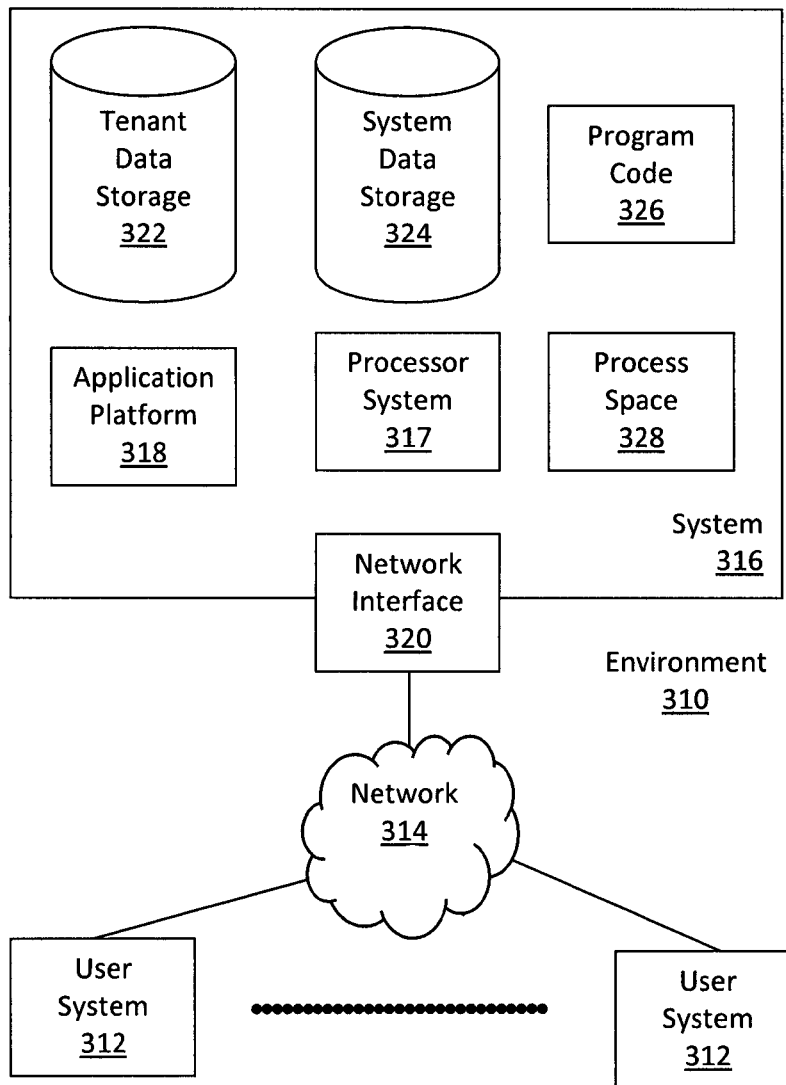 Tenant
Data
Storage
322
System
Data
Storage
324
Program
Code
326
Application
Platform
318
Processor
System
317
Process
Space
328
System
316
Network
Interface
320
Environment
310
Network
314
User
System
312
User
System
312